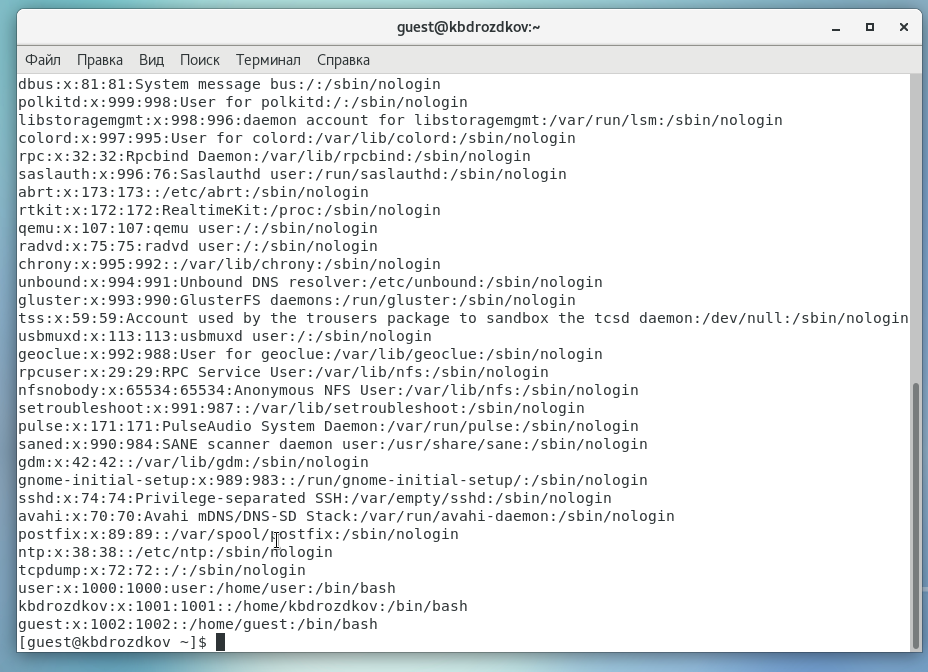 guest@kbdrozdkov:~
Файл Правка Вид Поиск Терминал Справка
dbus:x:81:81:System message bus:/:/sbin/nologin
polkitd:x:999:998:User for polkitd:/:/sbin/nologin
libstoragemgmt:x:998:996:daemon account for libstoragemgmt:/var/run/lsm:/sbin/nologin
colord:x:997:995:User for colord:/var/lib/colord:/sbin/nologin
rpc:x:32:32:Rpcbind Daemon:/var/lib/rpcbind:/sbin/nologin
saslauth:x:996:76:Saslauthd user:/run/saslauthd:/sbin/nologin
abrt:x:173:173::/etc/abrt:/sbin/nologin
rtkit:x:172:172:RealtimeKit:/proc:/sbin/nologin
qemu:x:107:107:qemu user:/:/sbin/nologin
radvd:x:75:75:radvd user:/:/sbin/nologin
chrony:x:995:992::/var/lib/chrony:/sbin/nologin
unbound:x:994:991:Unbound DNS resolver:/etc/unbound:/sbin/nologin
gluster:x:993:990:GlusterFS daemons:/run/gluster:/sbin/nologin
tss:x:59:59:Account used by the trousers package to sandbox the tcsd daemon:/dev/null:/sbin/nologin
usbmuxd:x:113:113:usbmuxd user:/:/sbin/nologin
geoclue:x:992:988:User for geoclue:/var/lib/geoclue:/sbin/nologin
rpcuser:x:29:29:RPC Service User:/var/lib/nfs:/sbin/nologin
nfsnobody:x:65534:65534:Anonymous NFS User:/var/lib/nfs:/sbin/nologin
setroubleshoot:x:991:987::/var/lib/setroubleshoot:/sbin/nologin
pulse:x:171:171:PulseAudio System Daemon:/var/run/pulse:/sbin/nologin
saned:x:990:984:SANE scanner daemon user:/usr/share/sane:/sbin/nologin
gdm:x:42:42::/var/lib/gdm:/sbin/nologin
gnome-initial-setup:x:989:983::/run/gnome-initial-setup/:/sbin/nologin
sshd:x:74:74:Privilege-separated SSH:/var/empty/sshd:/sbin/nologin
avahi:x:70:70:Avahi mDNS/DNS-SD Stack:/var/run/avahi-daemon:/sbin/nologin
postfix:x:89:89::/var/spool/postfix:/sbin/nologin
ntp:x:38:38::/etc/ntp:/sbin/nologin
tcpdump:x:72:72::/:/sbin/nologin
user:x:1000:1000:user:/home/user:/bin/bash
kbdrozdkov:x:1001:1001::/home/kbdrozdkov:/bin/bash
guest:x:1002:1002::/home/guest:/bin/bash
[guest@kbdrozdkov ~]$